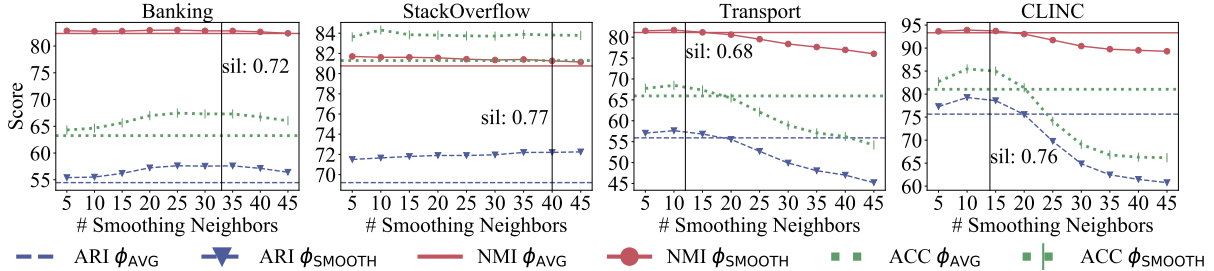 Banking
StackOverflow
Transport
CLINC
Score
80
75
70
65
60
55
sil: 0.72
5 10 15 20 25 30 35 40 45
# Smoothing Neighbors
84
82
80
78
76
74
72
70
sil: 0.77
5 10 15 20 25 30 35 40 45
# Smoothing Neighbors
80
75
70
65
60
55
50
45
sil: 0.68
5 10 15 20 25 30 35 40 45
# Smoothing Neighbors
95
90
85
80
75
70
65
60
sil: 0.76
5 10 15 20 25 30 35 40 45
# Smoothing Neighbors
ARI ϕAVG
ARI ϕSMOOTH
NMI ϕAVG
NMI ϕSMOOTH
ACC ϕAVG
ACC ϕSMOOTH